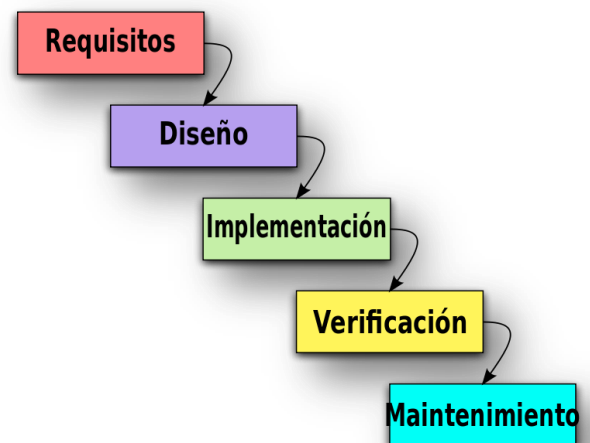 Requisitos
Diseño
Implementación
Verificación
Maintenimiento